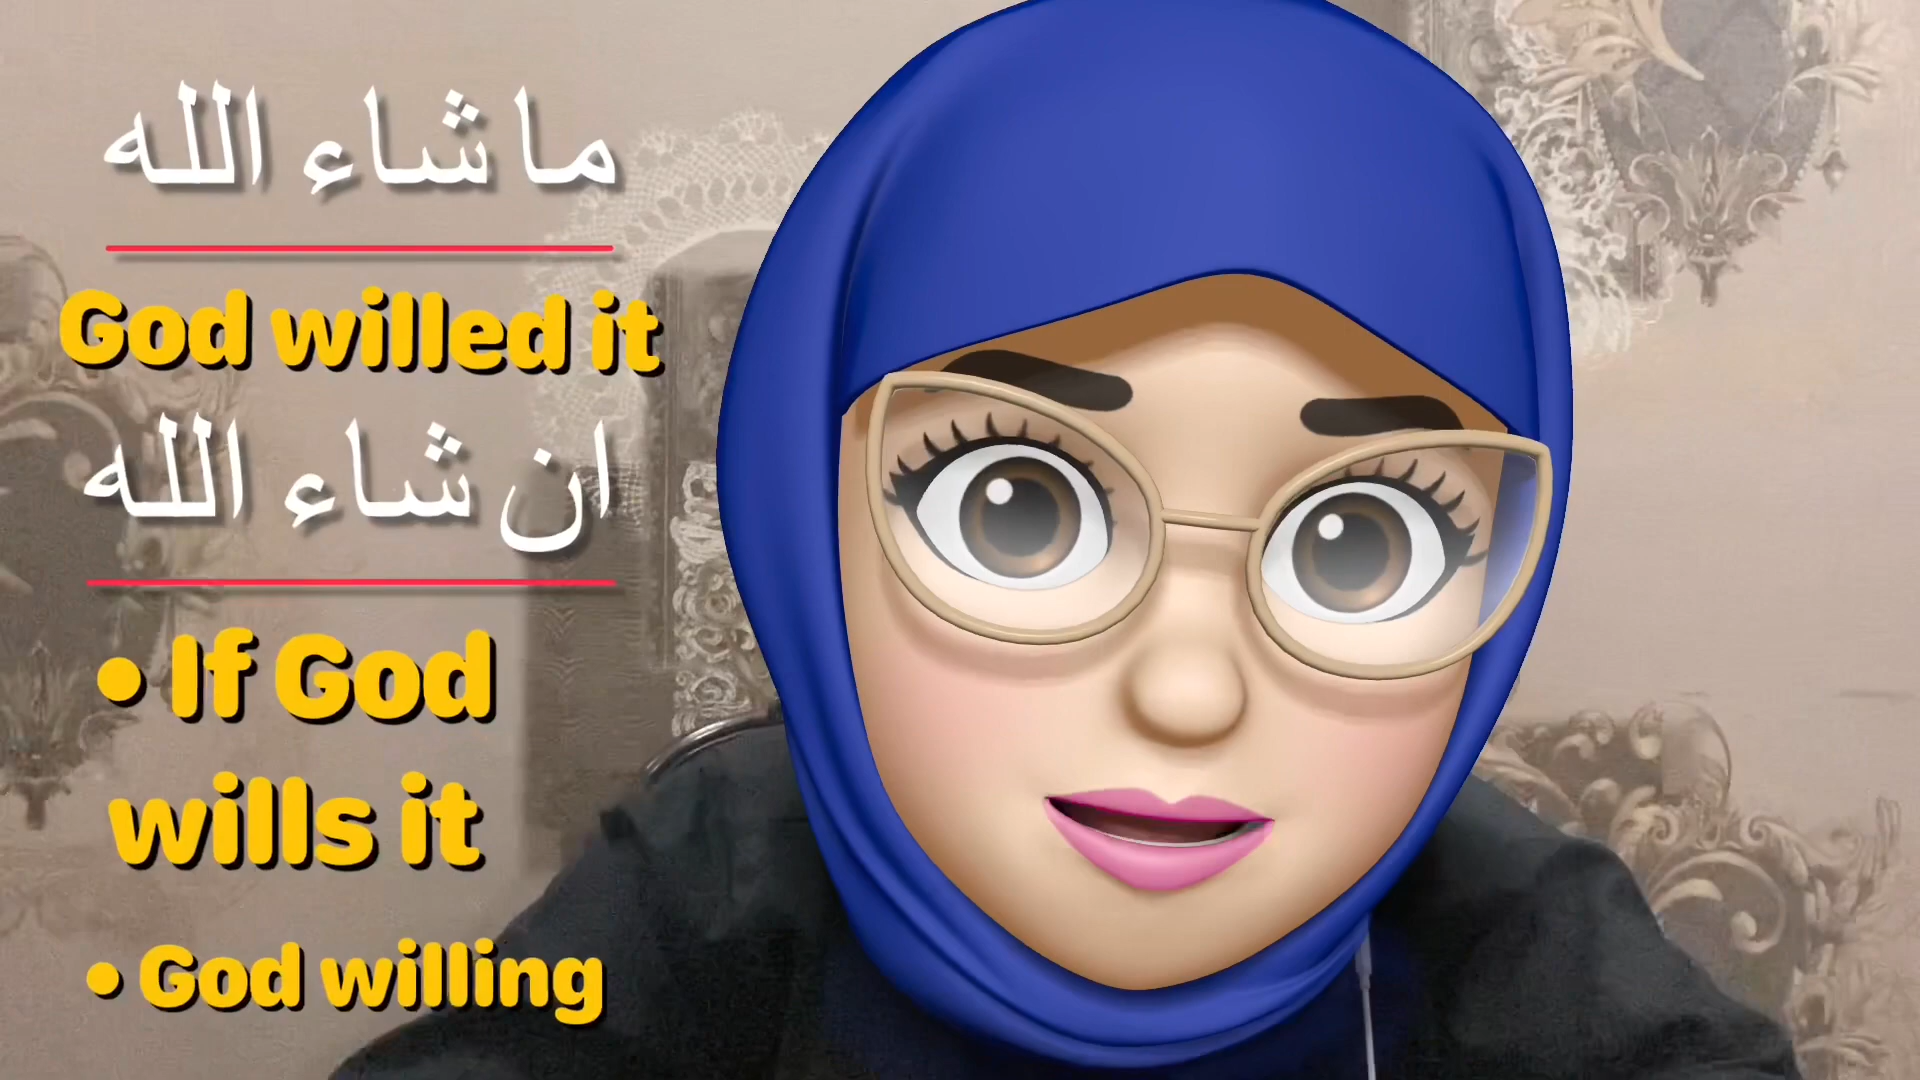 ما شاء الله
God willed it
ان شاء الله
• If God
wills it
• God willing